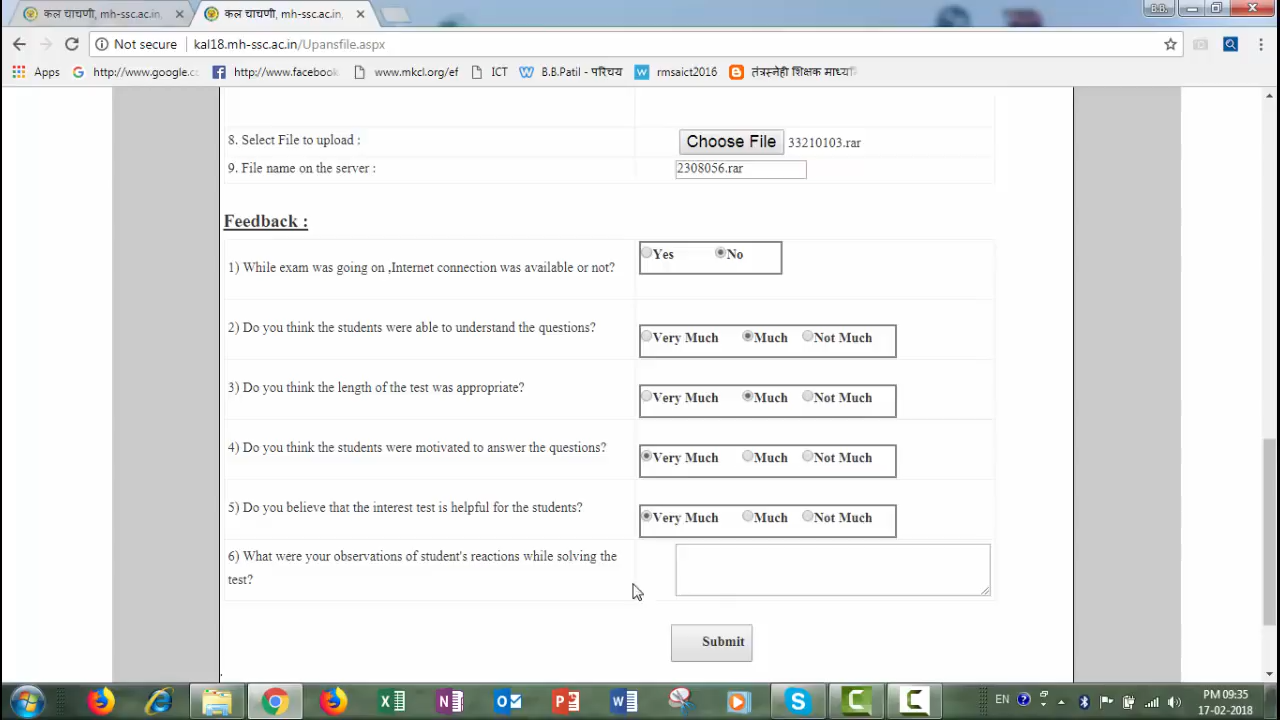 कल चाचणी, mh-ssc.ac.in,
कल चाचणी, mh-ssc.ac.in,
B.B.
Not secure
kal18.mh-ssc.ac.in/Upansfile.aspx
Apps
http://www.google.c
http://www.facebook
www.mkcl.org/ef
ICT
B.B.Patil - परिचय
rmsaict2016
तंत्रस्नेही शिक्षक माध्यमि
8. Select File to upload :
Choose File 33210103.rar
9. File name on the server :
2308056.rar
Feedback :
1) While exam was going on ,Internet connection was available or not?
Yes No
2) Do you think the students were able to understand the questions?
Very Much Much Not Much
3) Do you think the length of the test was appropriate?
Very Much Much Not Much
4) Do you think the students were motivated to answer the questions?
Very Much Much Not Much
5) Do you believe that the interest test is helpful for the students?
Very Much Much Not Much
6) What were your observations of student's reactions while solving the
test?
Submit
EN
PM 09:35
17-02-2018